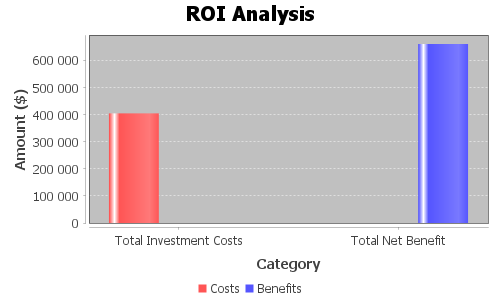 ROI Analysis
600 000
500 000
400 000
300 000
200 000
100 000
0
Amount ($)
Total Investment Costs
Total Net Benefit
Category
Costs
Benefits